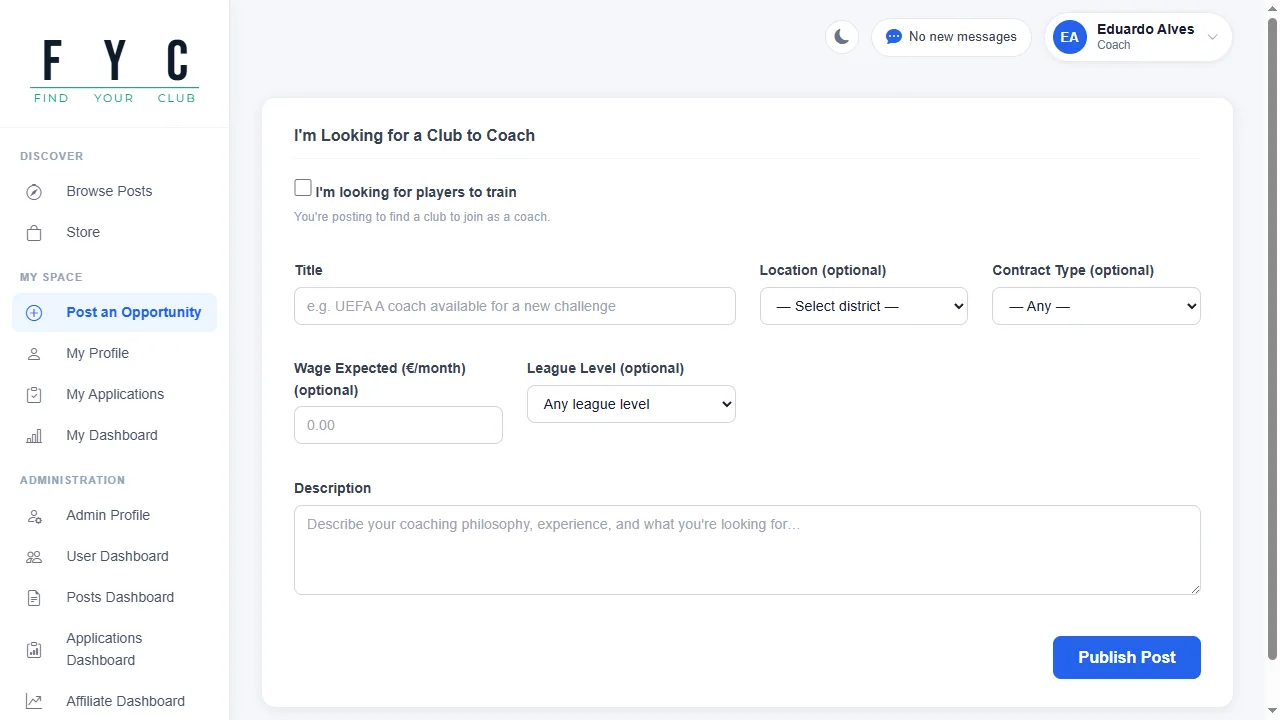 F Y C
FIND YOUR CLUB
No new messages
EA
Eduardo Alves
Coach
DISCOVER
Browse Posts
Store
MY SPACE
Post an Opportunity
My Profile
My Applications
My Dashboard
ADMINISTRATION
Admin Profile
User Dashboard
Posts Dashboard
Applications
Dashboard
Affiliate Dashboard
I'm Looking for a Club to Coach
I'm looking for players to train
You're posting to find a club to join as a coach.
Title
e.g. UEFA A coach available for a new challenge
Location (optional)
— Select district —
Contract Type (optional)
— Any —
Wage Expected (€/month)
(optional)
0.00
League Level (optional)
Any league level
Description
Describe your coaching philosophy, experience, and what you're looking for...
Publish Post